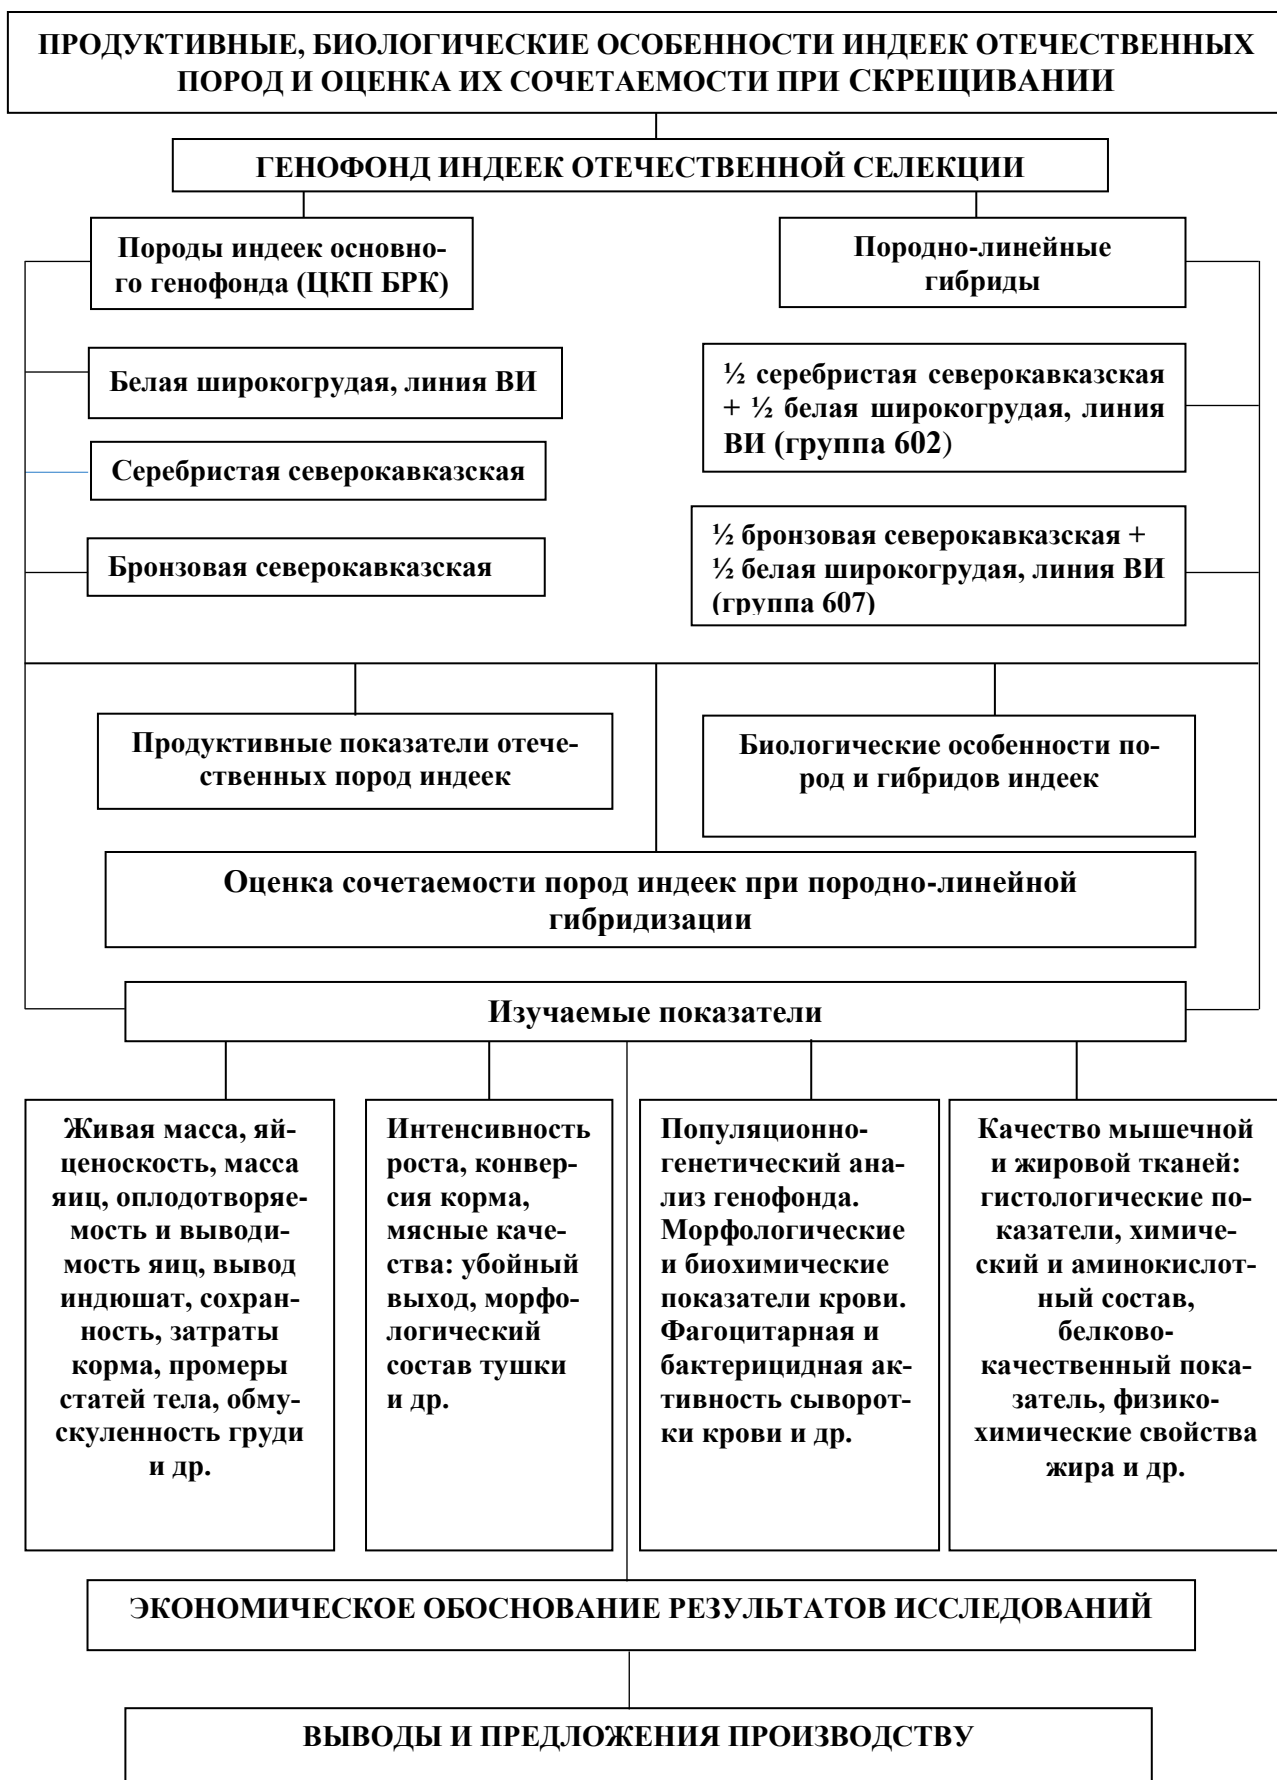 ПРОДУКТИВНЫЕ, БИОЛОГИЧЕСКИЕ ОСОБЕННОСТИ ИНДЕЕК ОТЕЧЕСТВЕННЫХ
ПОРОД И ОЦЕНКА ИХ СОЧЕТАЕМОСТИ ПРИ СКРЕЩИВАНИИ
ГЕНОФОНД ИНДЕЕК ОТЕЧЕСТВЕННОЙ СЕЛЕКЦИИ
Породы индеек основно-
го генофонда (ЦКП БРК)
Породно-линейные
гибриды
Белая широкогрудая, линия ВИ
Серебристая северокавказская
Бронзовая северокавказская
½ серебристая северокавказская
+ ½ белая широкогрудая, линия
ВИ (группа 602)
½ бронзовая северокавказская +
½ белая широкогрудая, линия ВИ
(группа 607)
Продуктивные показатели отече-
ственных пород индеек
Биологические особенности по-
род и гибридов индеек
Оценка сочетаемости пород индеек при породно-линейной
гибридизации
Изучаемые показатели
Живая масса, яй-
ценоскость, масса
яиц, оплодотворяе-
мость и выводи-
мость яиц, вывод
индюшат, сохран-
ность, затраты
корма, промеры
статей тела, обму-
скуленность груди
и др.
Интенсивность
роста, конвер-
сия корма,
мясные каче-
ства: убойный
выход, морфо-
логический
состав тушки
и др.
Популяционно-
генетический ана-
лиз генофонда.
Морфологические
и биохимические
показатели крови.
Фагоцитарная и
бактерицидная ак-
тивность сыворот-
ки крови и др.
Качество мышечной
и жировой тканей:
гистологические по-
казатели, химиче-
ский и аминокислот-
ный состав,
белково-
качественный пока-
затель, физико-
химические свойства
жира и др.
ЭКОНОМИЧЕСКОЕ ОБОСНОВАНИЕ РЕЗУЛЬТАТОВ ИССЛЕДОВАНИЙ
ВЫВОДЫ И ПРЕДЛОЖЕНИЯ ПРОИЗВОДСТВУ